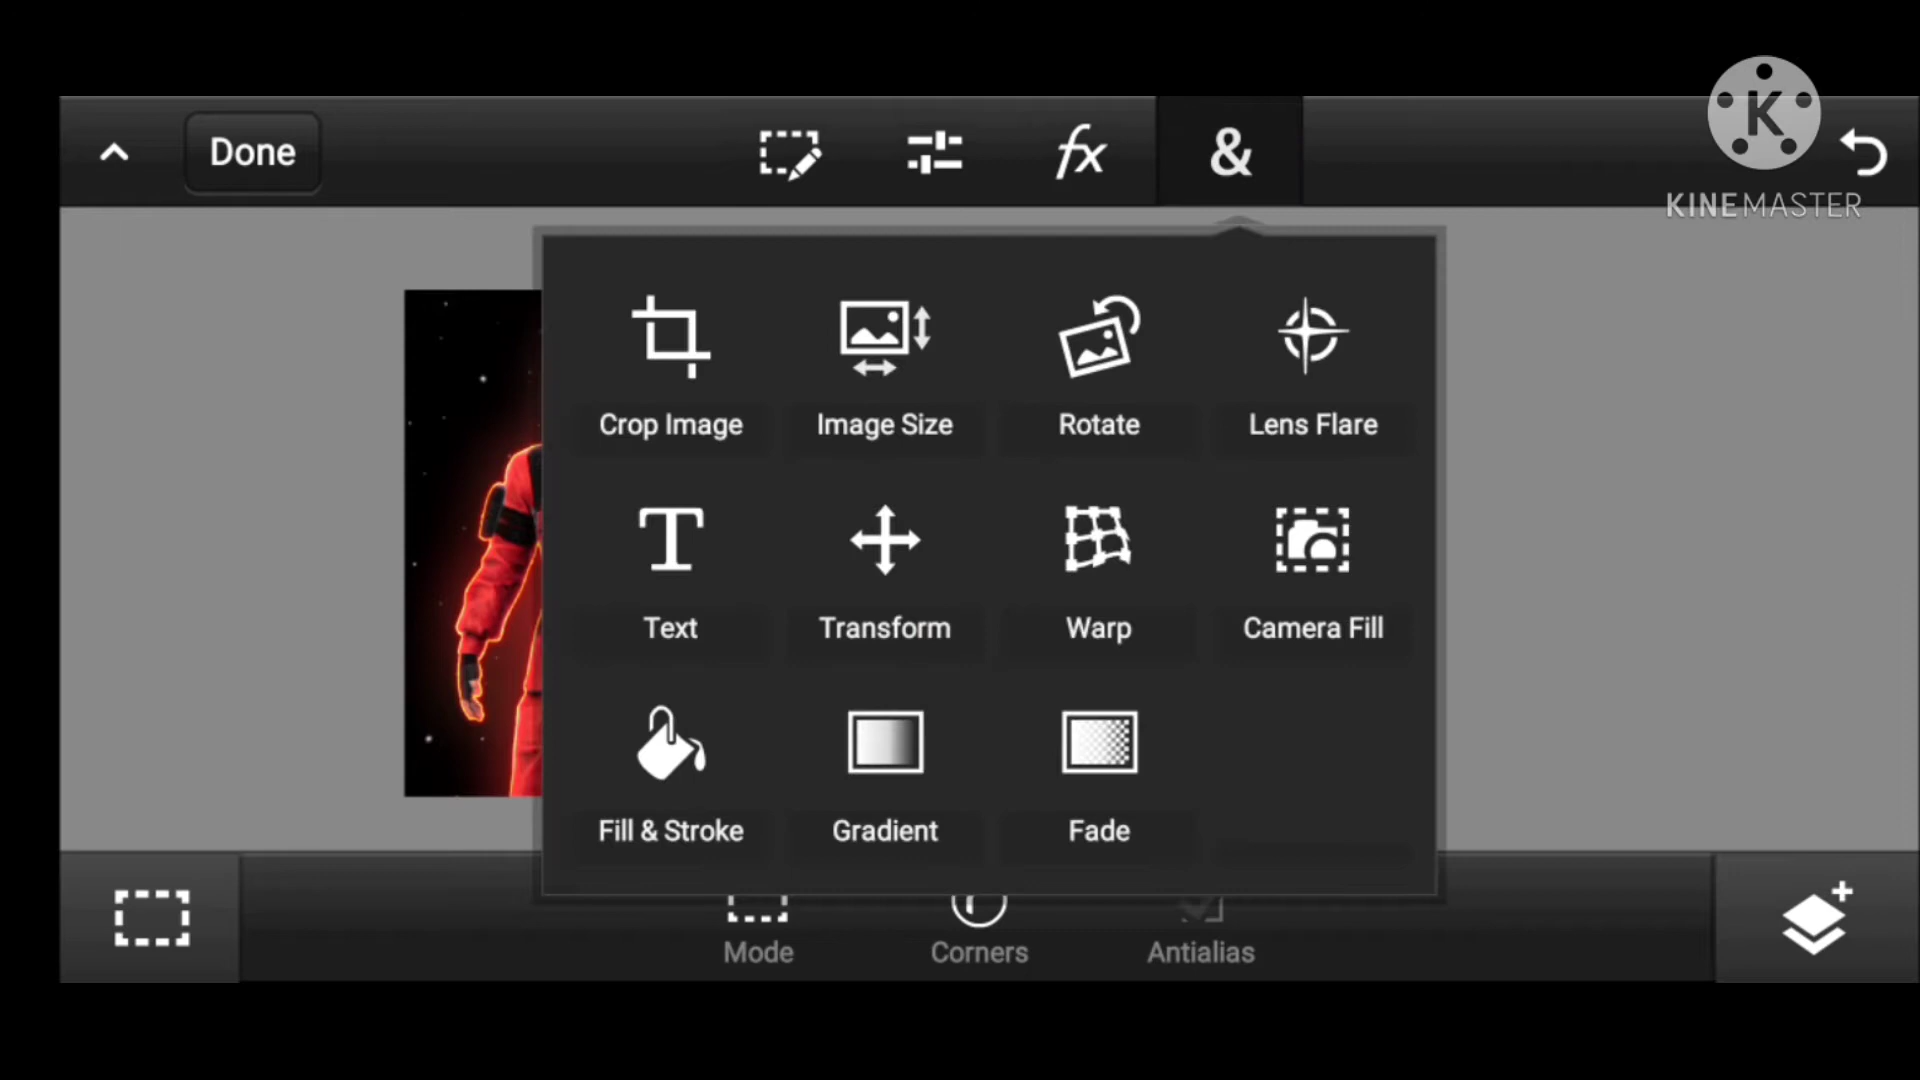 Done
fx
&
K
KINEMASTER
Crop Image
Image Size
Rotate
Lens Flare
T
Text
Transform
Warp
Camera Fill
Fill & Stroke
Gradient
Fade
Mode
Corners
Antialias